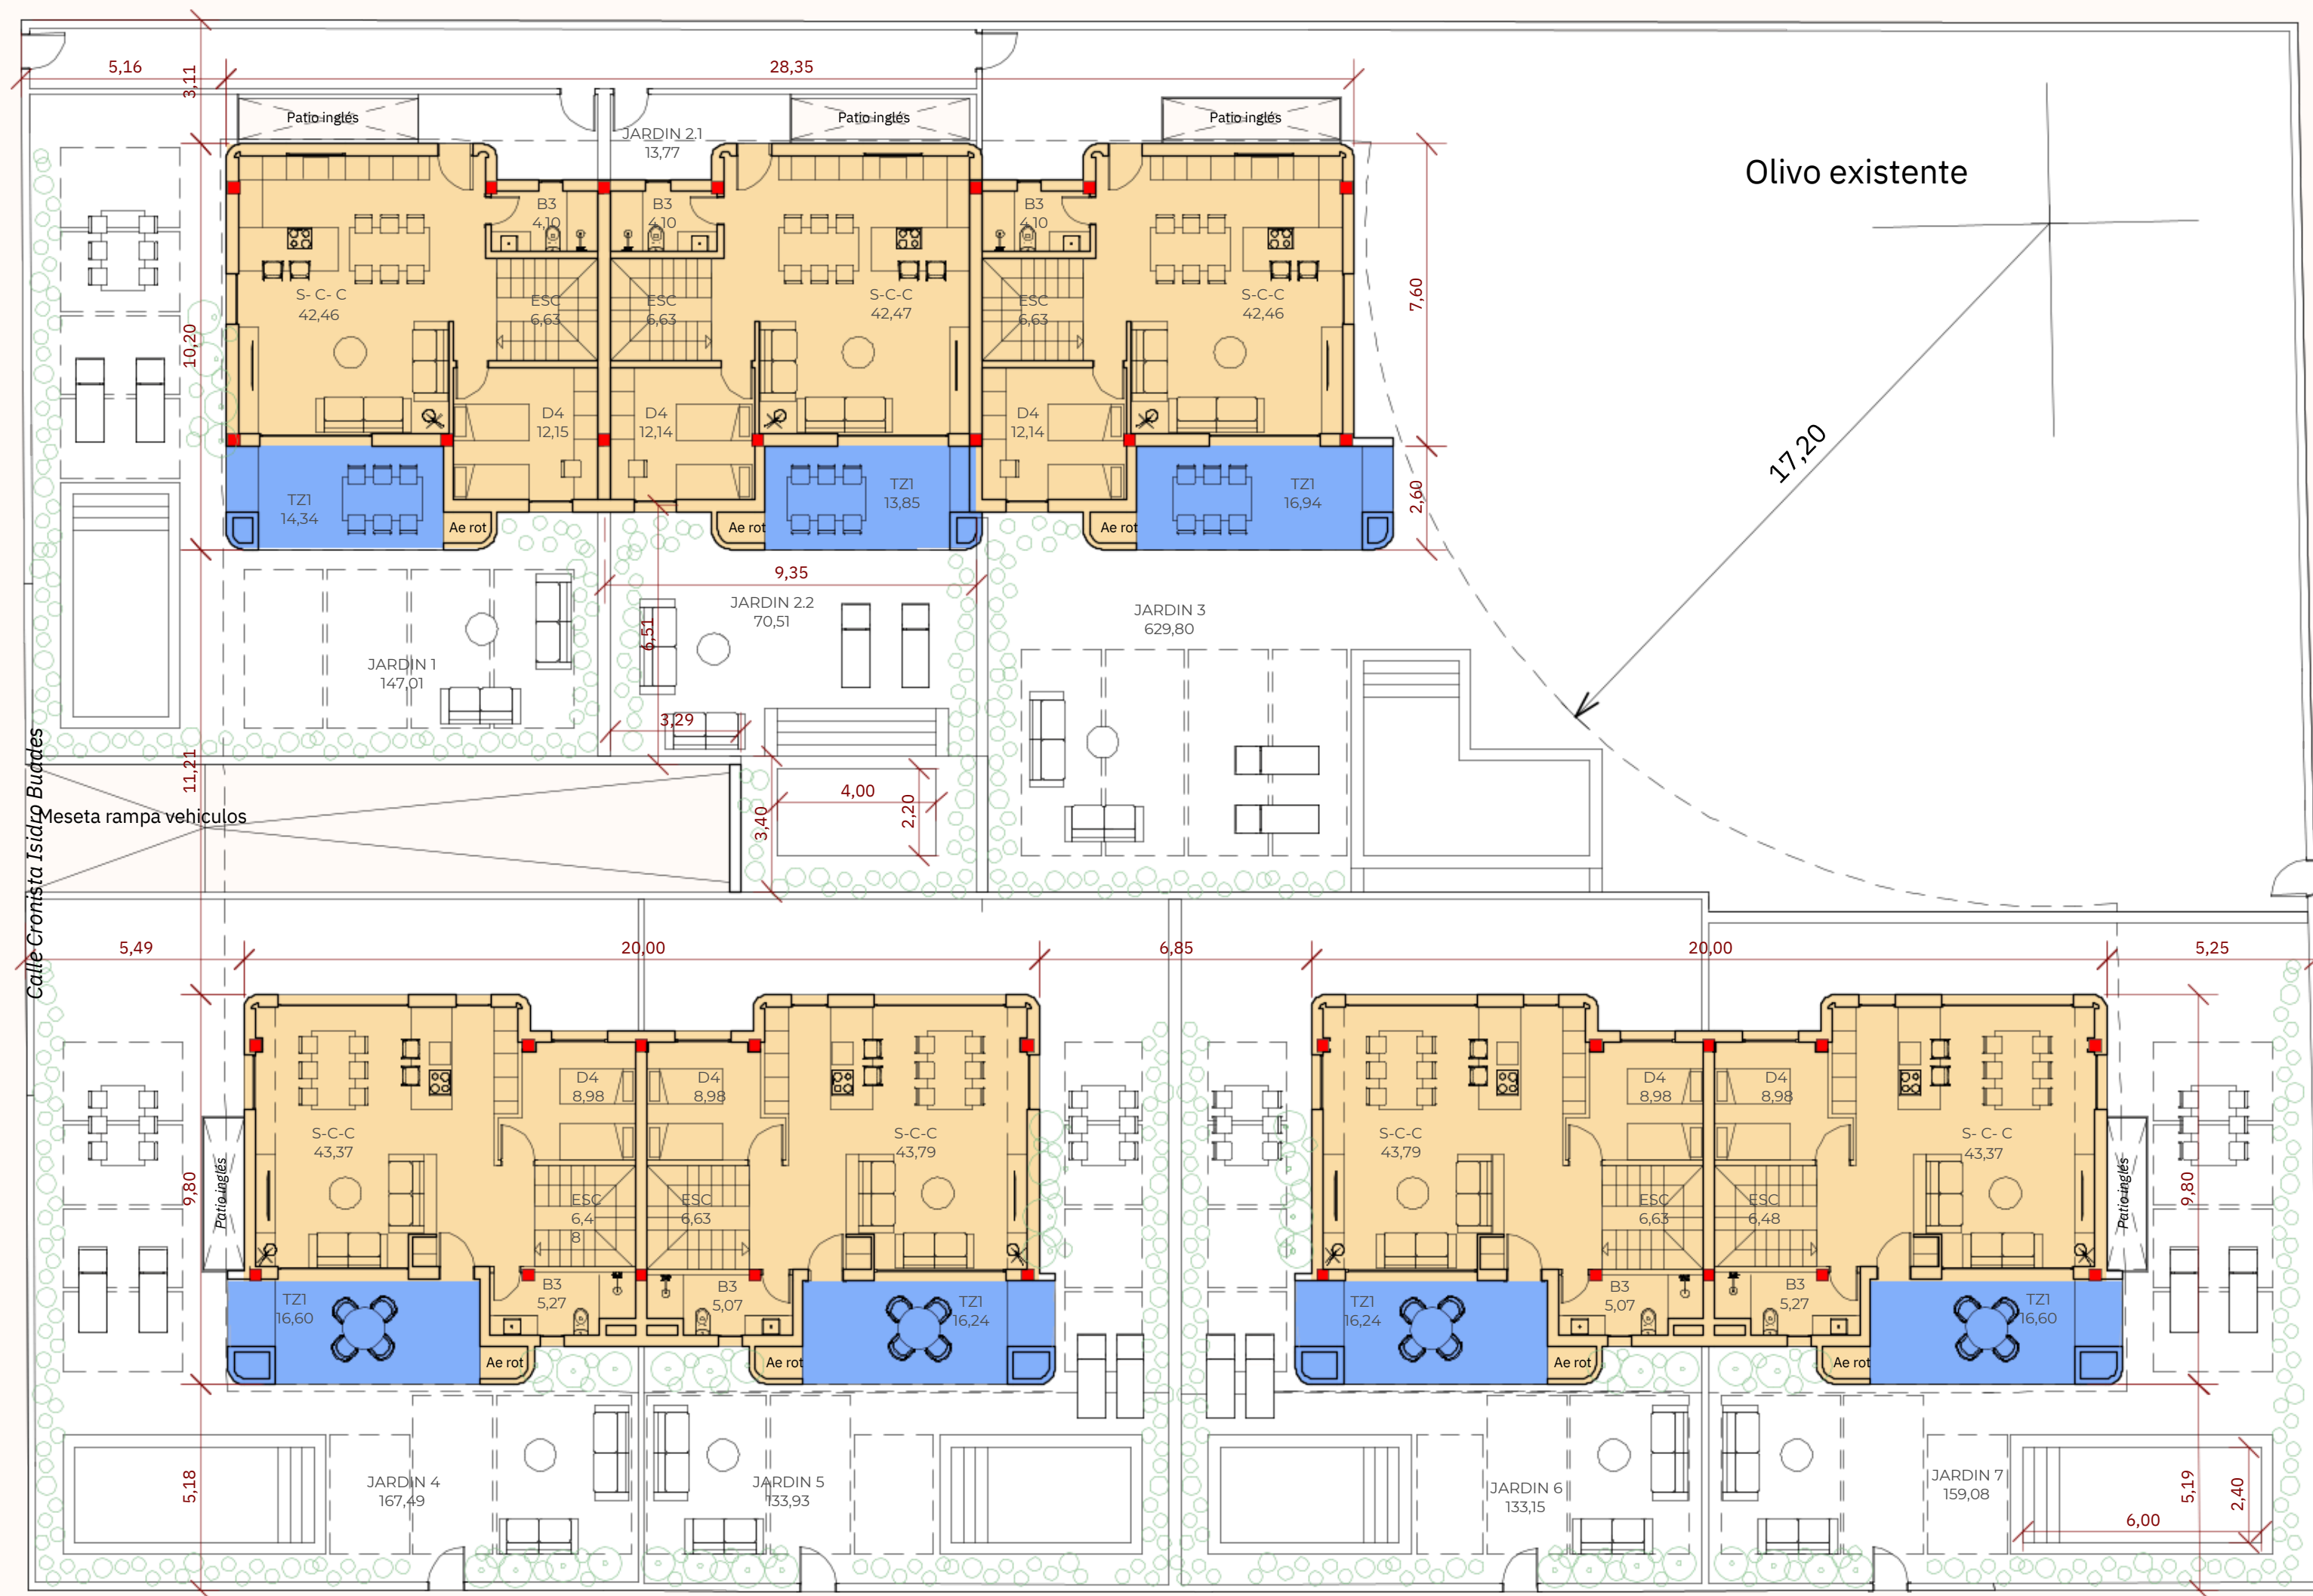 5,16
3,11
28,35
Patio inglés
Patio inglés
Patio inglés
JARDIN 2.1
13,77
Olivo existente
B3
4,10
B3
4,10
B3
4,10
S- C- C
42,46
ESC
6,63
ESC
6,63
S-C-C
42,47
ESC
6,63
S-C-C
42,46
7,60
10,20
17,20
D4
12,15
D4
12,14
D4
12,14
TZ1
14,34
TZ1
13,85
TZ1
16,94
2,60
Ae rot
Ae rot
Ae rot
9,35
JARDIN 2.2
70,51
JARDIN 3
629,80
6,51
JARDIN 1
147,01
3,29
11,21
4,00
2,20
3,40
Meseta rampa vehiculos
Calle Cronista Isidro Buades
5,49
20,00
6,85
20,00
5,25
D4
8,98
D4
8,98
D4
8,98
D4
8,98
S-C-C
43,37
S-C-C
43,79
S-C-C
43,79
S- C- C
43,37
9,80
Patio inglés
ESC
6,4
8
ESC
6,63
ESC
6,63
ESC
6,48
Patio inglés
9,80
TZ1
16,60
B3
5,27
B3
5,07
TZ1
16,24
TZ1
16,24
B3
5,07
B3
5,27
TZ1
16,60
Ae rot
Ae rot
Ae rot
Ae rot
5,18
JARDIN 4
167,49
JARDIN 5
133,93
JARDIN 6
133,15
JARDIN 7
159,08
5,19
2,40
6,00